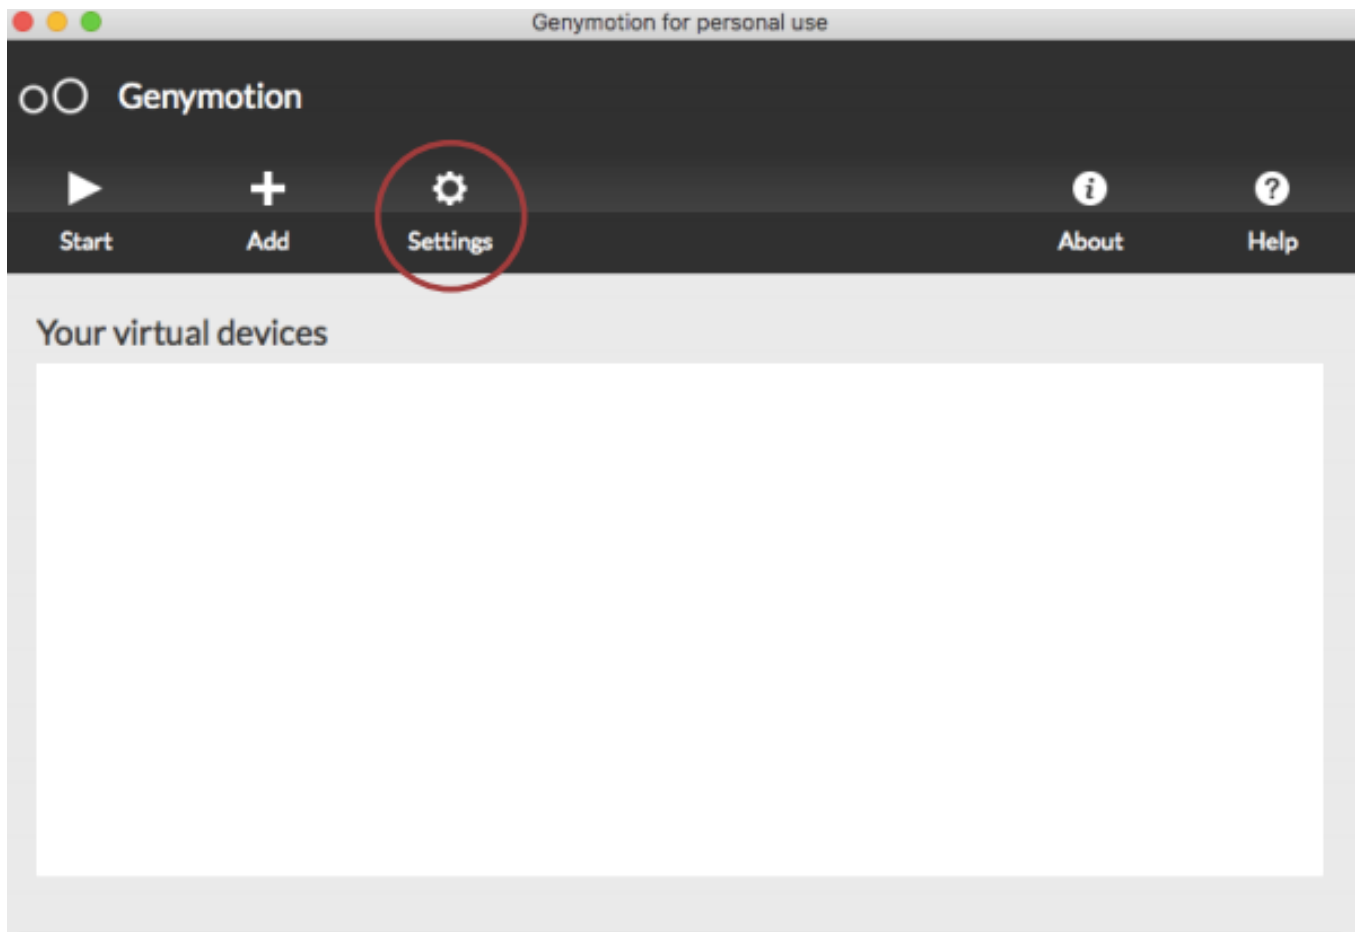 Genymotion for personal use
Genymotion
Start Add Settings About Help
Your virtual devices